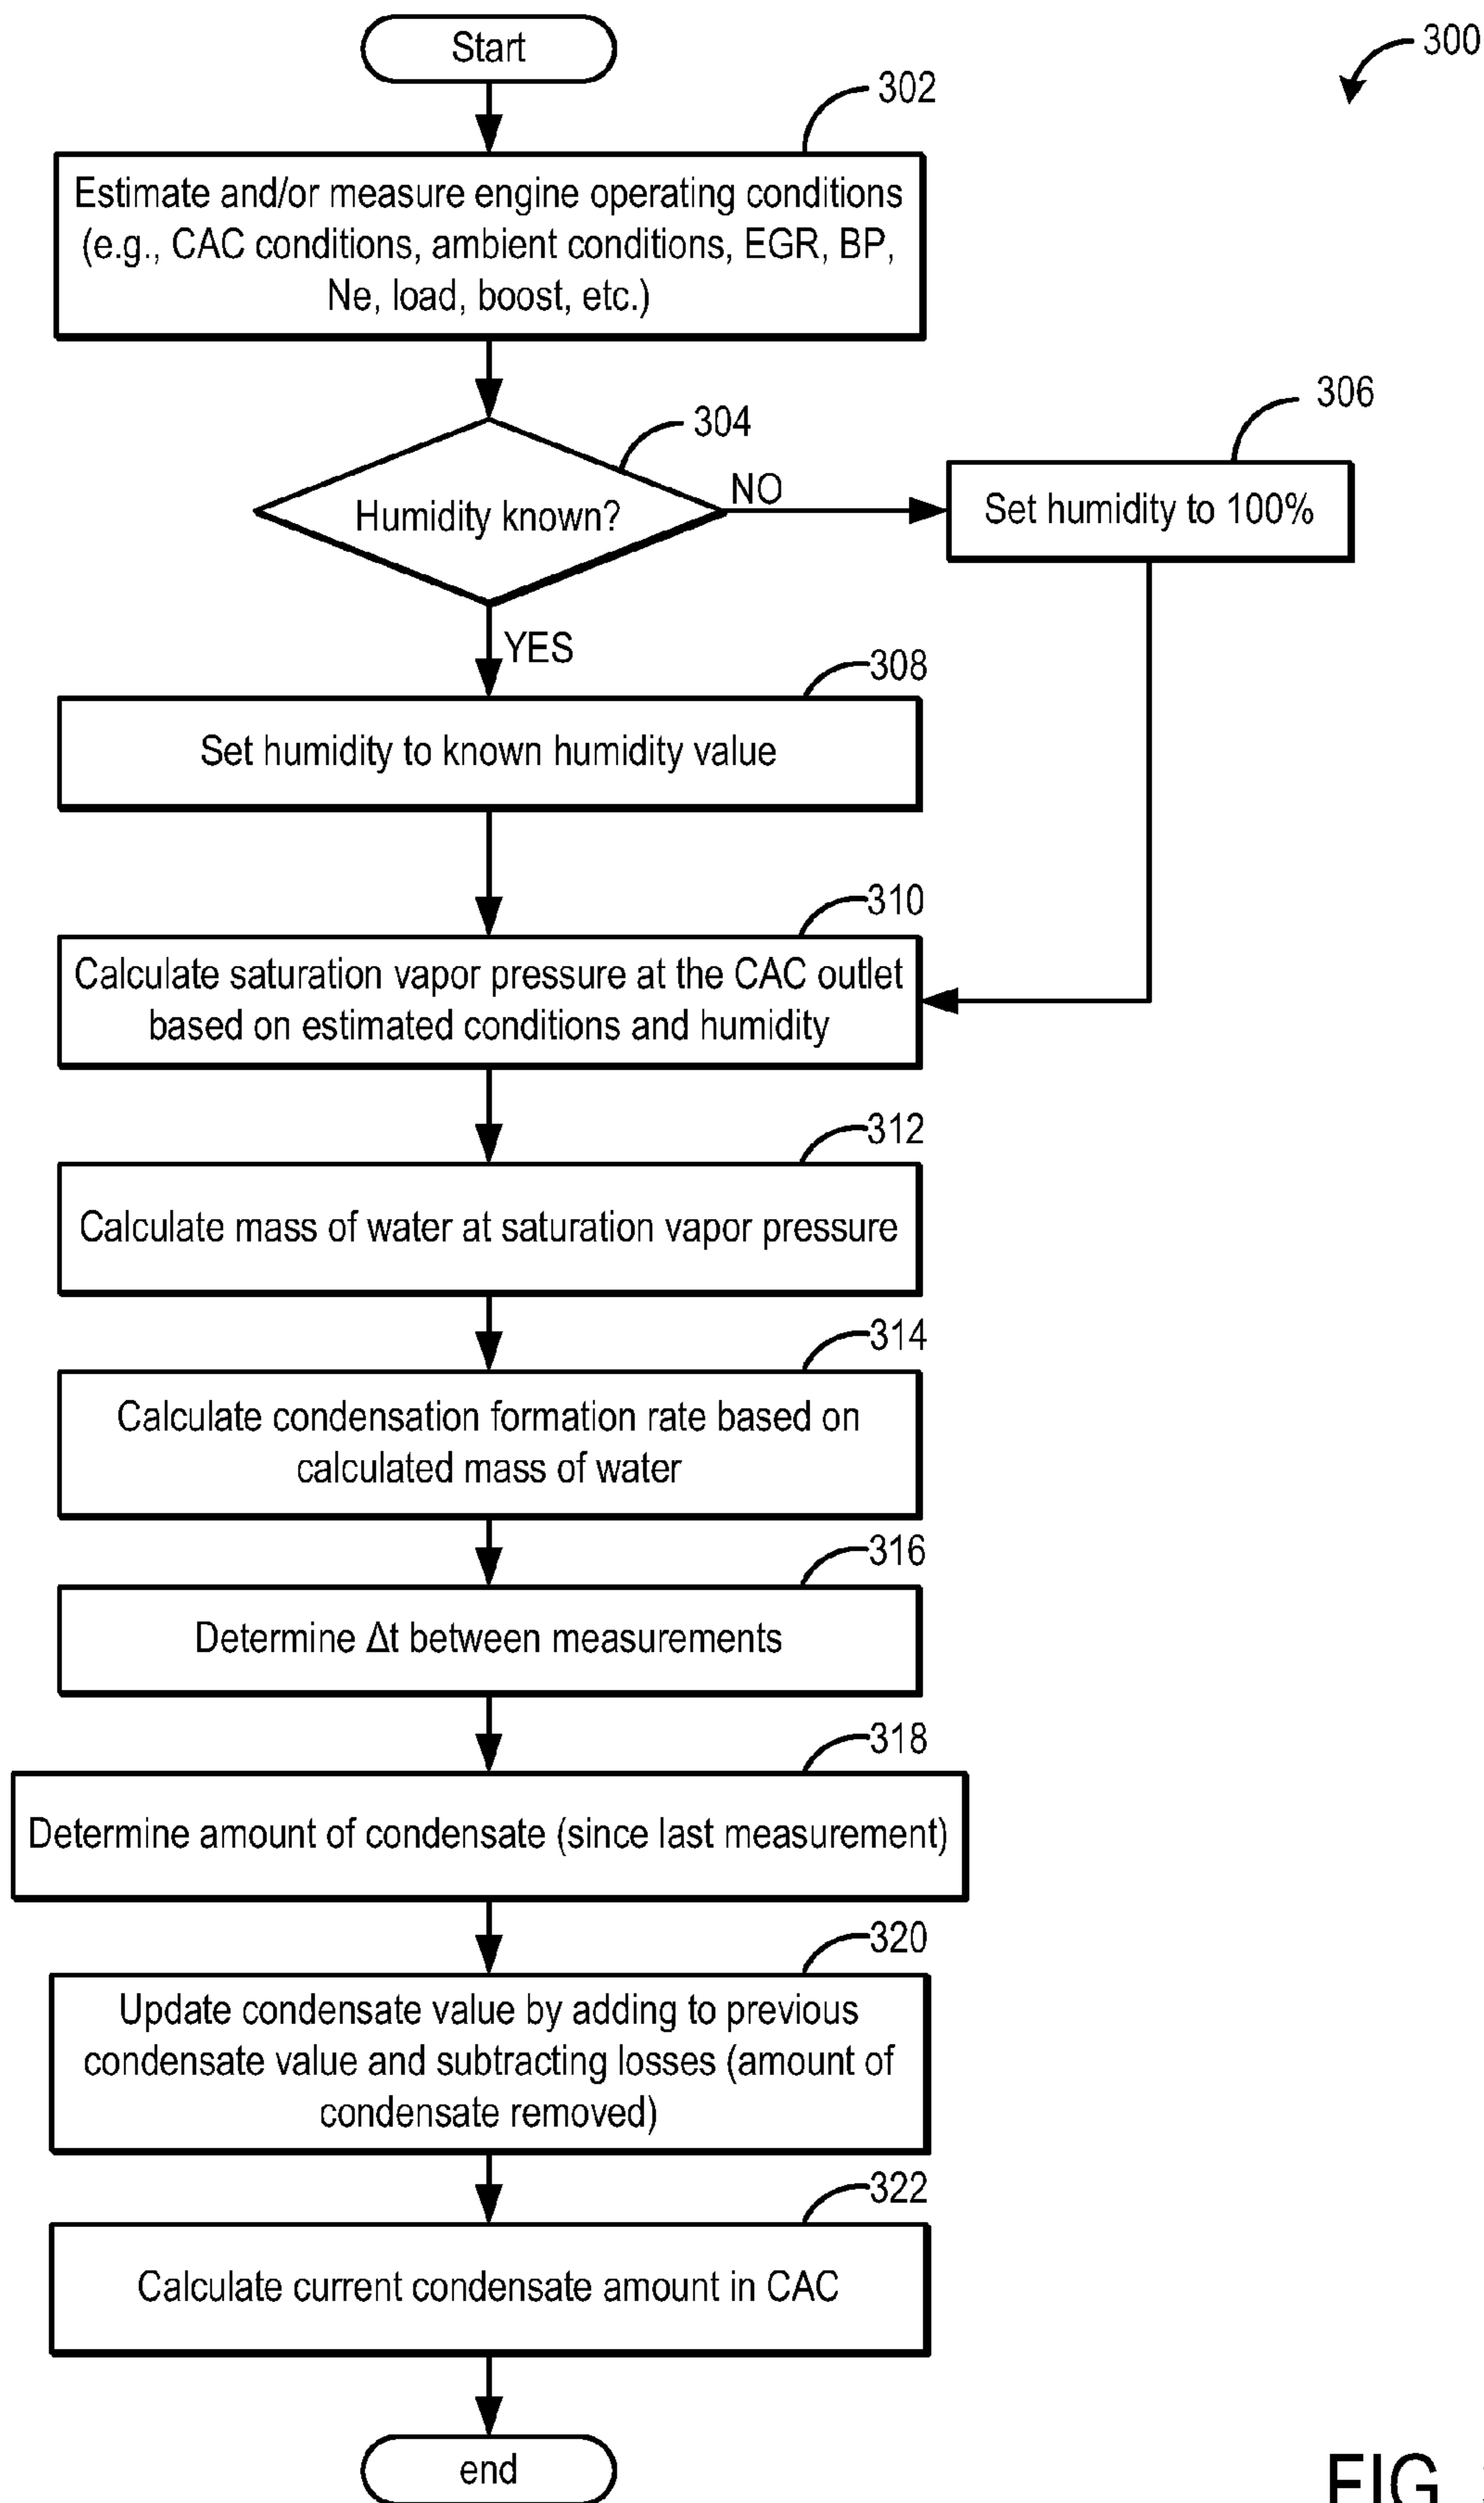 Start
300
302
Estimate and/or measure engine operating conditions
(e.g., CAC conditions, ambient conditions, EGR, BP,
Ne, load, boost, etc.)
304
306
Humidity known?
NO
Set humidity to 100%
YES
308
Set humidity to known humidity value
310
Calculate saturation vapor pressure at the CAC outlet
based on estimated conditions and humidity
312
Calculate mass of water at saturation vapor pressure
314
Calculate condensation formation rate based on
calculated mass of water
316
Determine Δt between measurements
318
Determine amount of condensate (since last measurement)
320
Update condensate value by adding to previous
condensate value and subtracting losses (amount of
condensate removed)
322
Calculate current condensate amount in CAC
end
FIG.